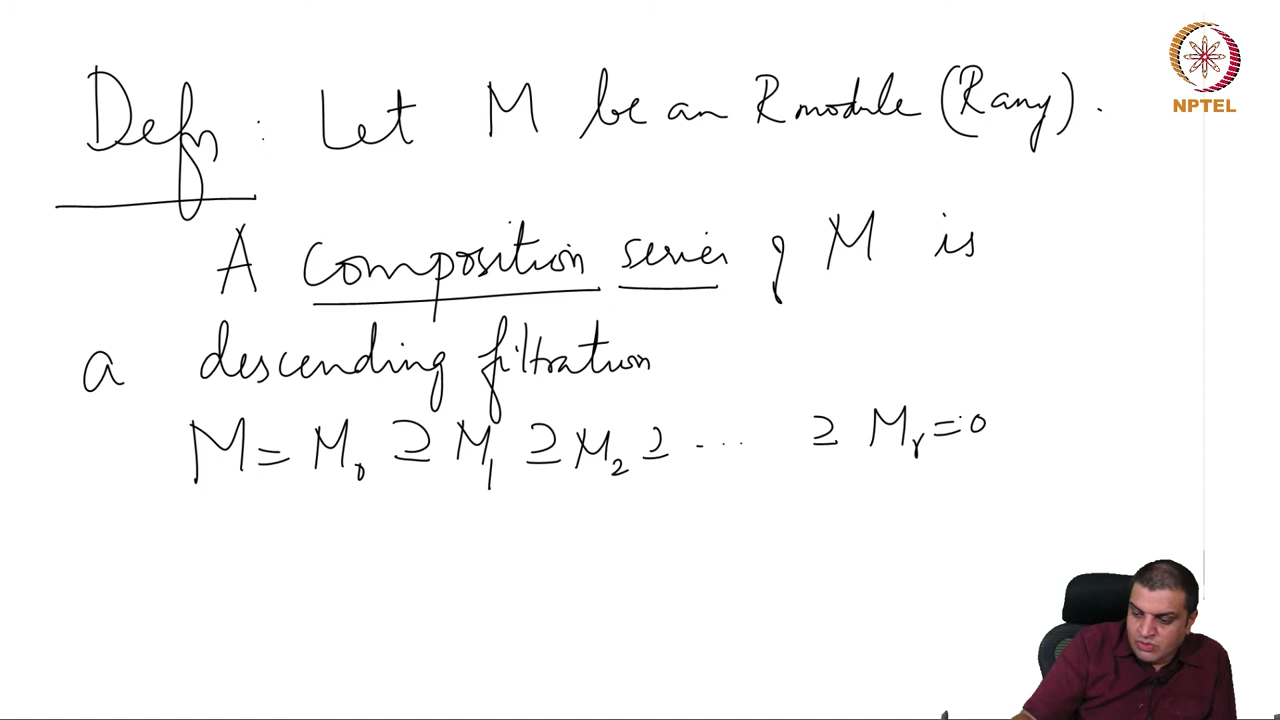 Defn : Let M be an R module (R any).
A composition series of M is
a descending filtration
M = M₀ ⊇ M₁ ⊇ M₂ ⊇ ... ⊇ Mᵣ = 0
NPTEL